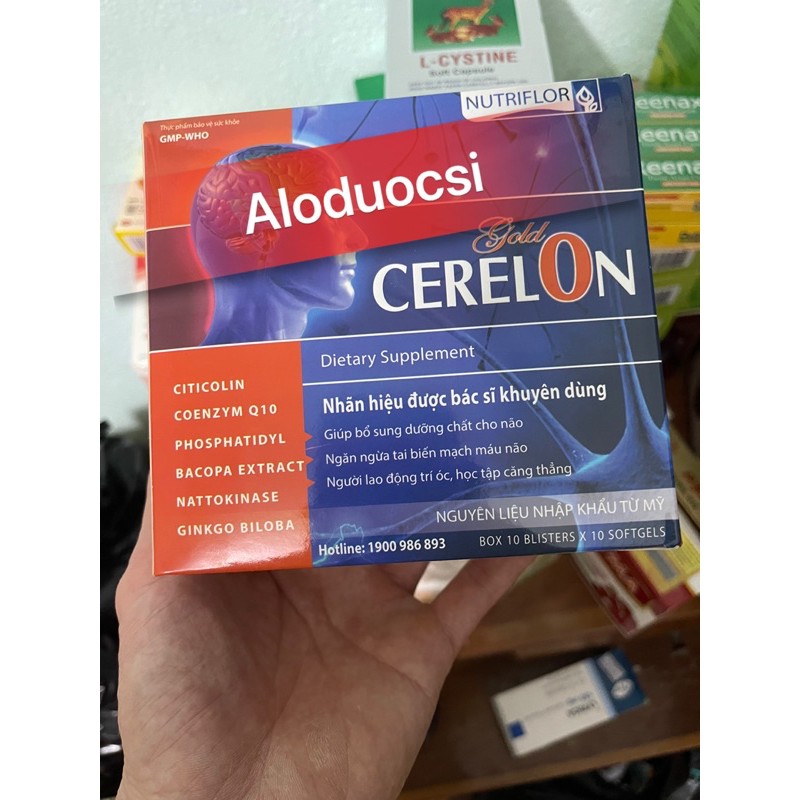 L-CYSTINE
Soft Capsule
NUTRIFLOR
Thực phẩm bảo vệ sức khỏe
GMP-WHO
Aloduocsi
Gold
CERELON
Dietary Supplement
CITICOLIN
COENZYM Q10
PHOSPHATIDYL
BACOPA EXTRACT
NATTOKINASE
GINKGO BILOBA
Nhãn hiệu được bác sĩ khuyên dùng
Giúp bổ sung dưỡng chất cho não
Ngăn ngừa tai biến mạch máu não
Người lao động trí óc, học tập căng thẳng
NGUYÊN LIỆU NHẬP KHẨU TỪ MỸ
Hotline: 1900 986 893
BOX 10 BLISTERS X 10 SOFTGELS
eenax
eenax